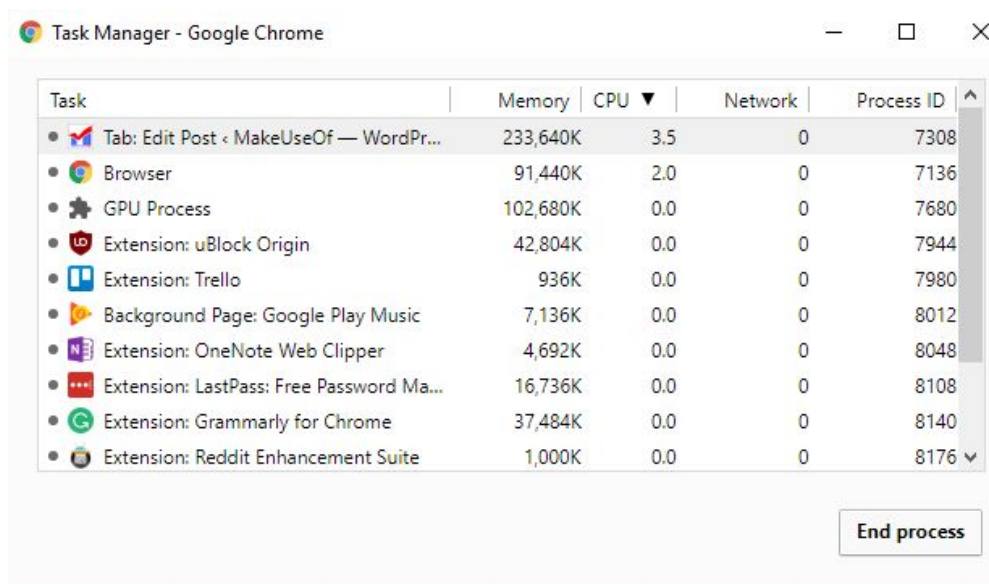 Task Manager - Google Chrome
Task Memory CPU ▼ Network Process ID
Tab: Edit Post ‹ MakeUseOf — WordPr... 233,640K 3.5 0 7308
Browser 91,440K 2.0 0 7136
GPU Process 102,680K 0.0 0 7680
Extension: uBlock Origin 42,804K 0.0 0 7944
Extension: Trello 936K 0.0 0 7980
Background Page: Google Play Music 7,136K 0.0 0 8012
Extension: OneNote Web Clipper 4,692K 0.0 0 8048
Extension: LastPass: Free Password Ma... 16,736K 0.0 0 8108
Extension: Grammarly for Chrome 37,484K 0.0 0 8140
Extension: Reddit Enhancement Suite 1,000K 0.0 0 8176
End process